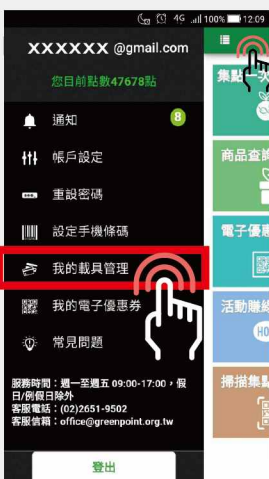 4G 100% 12:09
XXXXXX @gmail.com
您目前點數47678點
通知
8
帳戶設定
重設密碼
設定手機條碼
我的載具管理
我的電子優惠券
常見問題
服務時間：週一至週五 09:00-17:00，假
日/例假日除外
客服電話：(02)2651-9502
客服信箱：office@greenpoint.org.tw
登出
集點一次
商品查詢
電子優惠
活動賺
HO
掃描集點